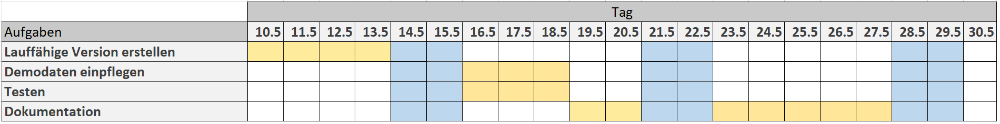 Tag
Aufgaben 10.5 11.5 12.5 13.5 14.5 15.5 16.5 17.5 18.5 19.5 20.5 21.5 22.5 23.5 24.5 25.5 26.5 27.5 28.5 29.5 30.5
Lauffähige Version erstellen
Demodaten einpflegen
Testen
Dokumentation